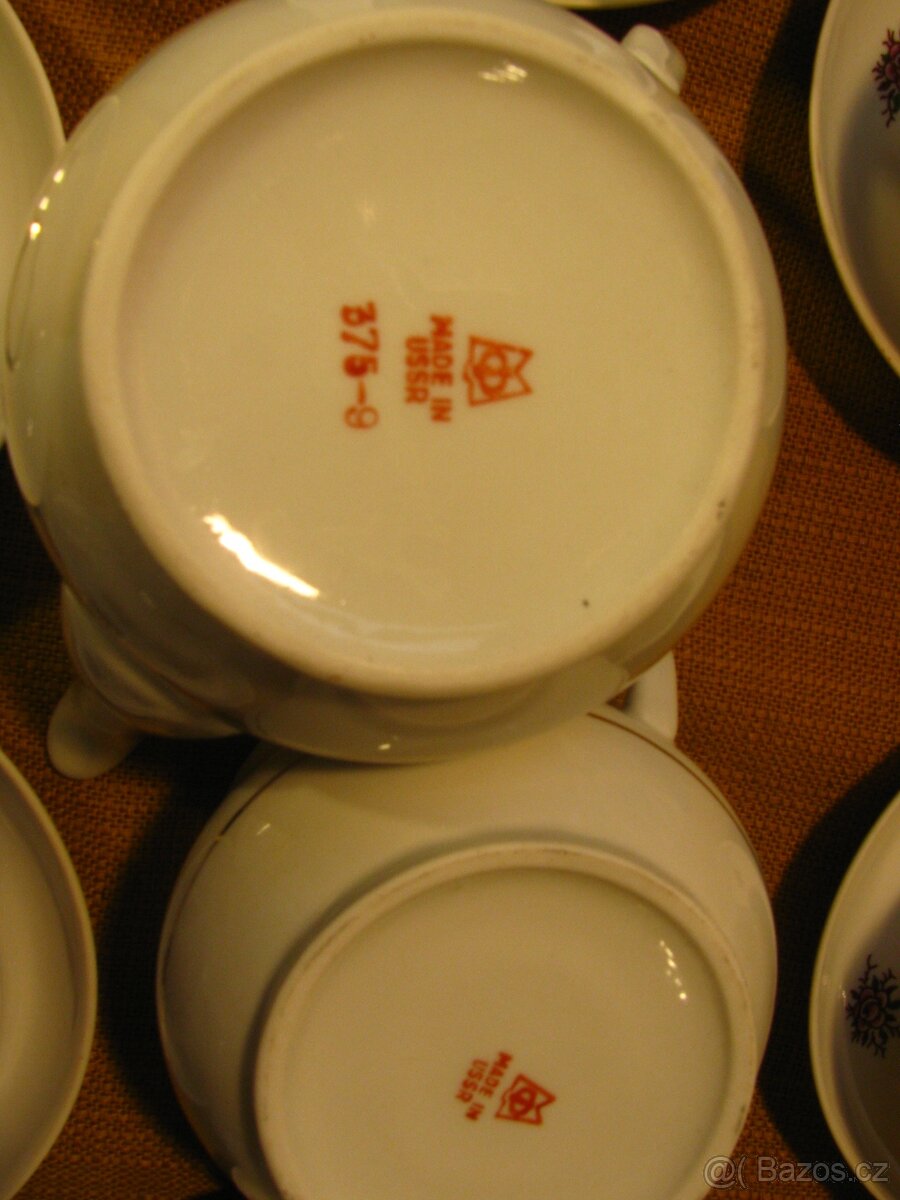 MADE IN
USSR
375-9
MADE IN
USSR
@( Bazos.cz